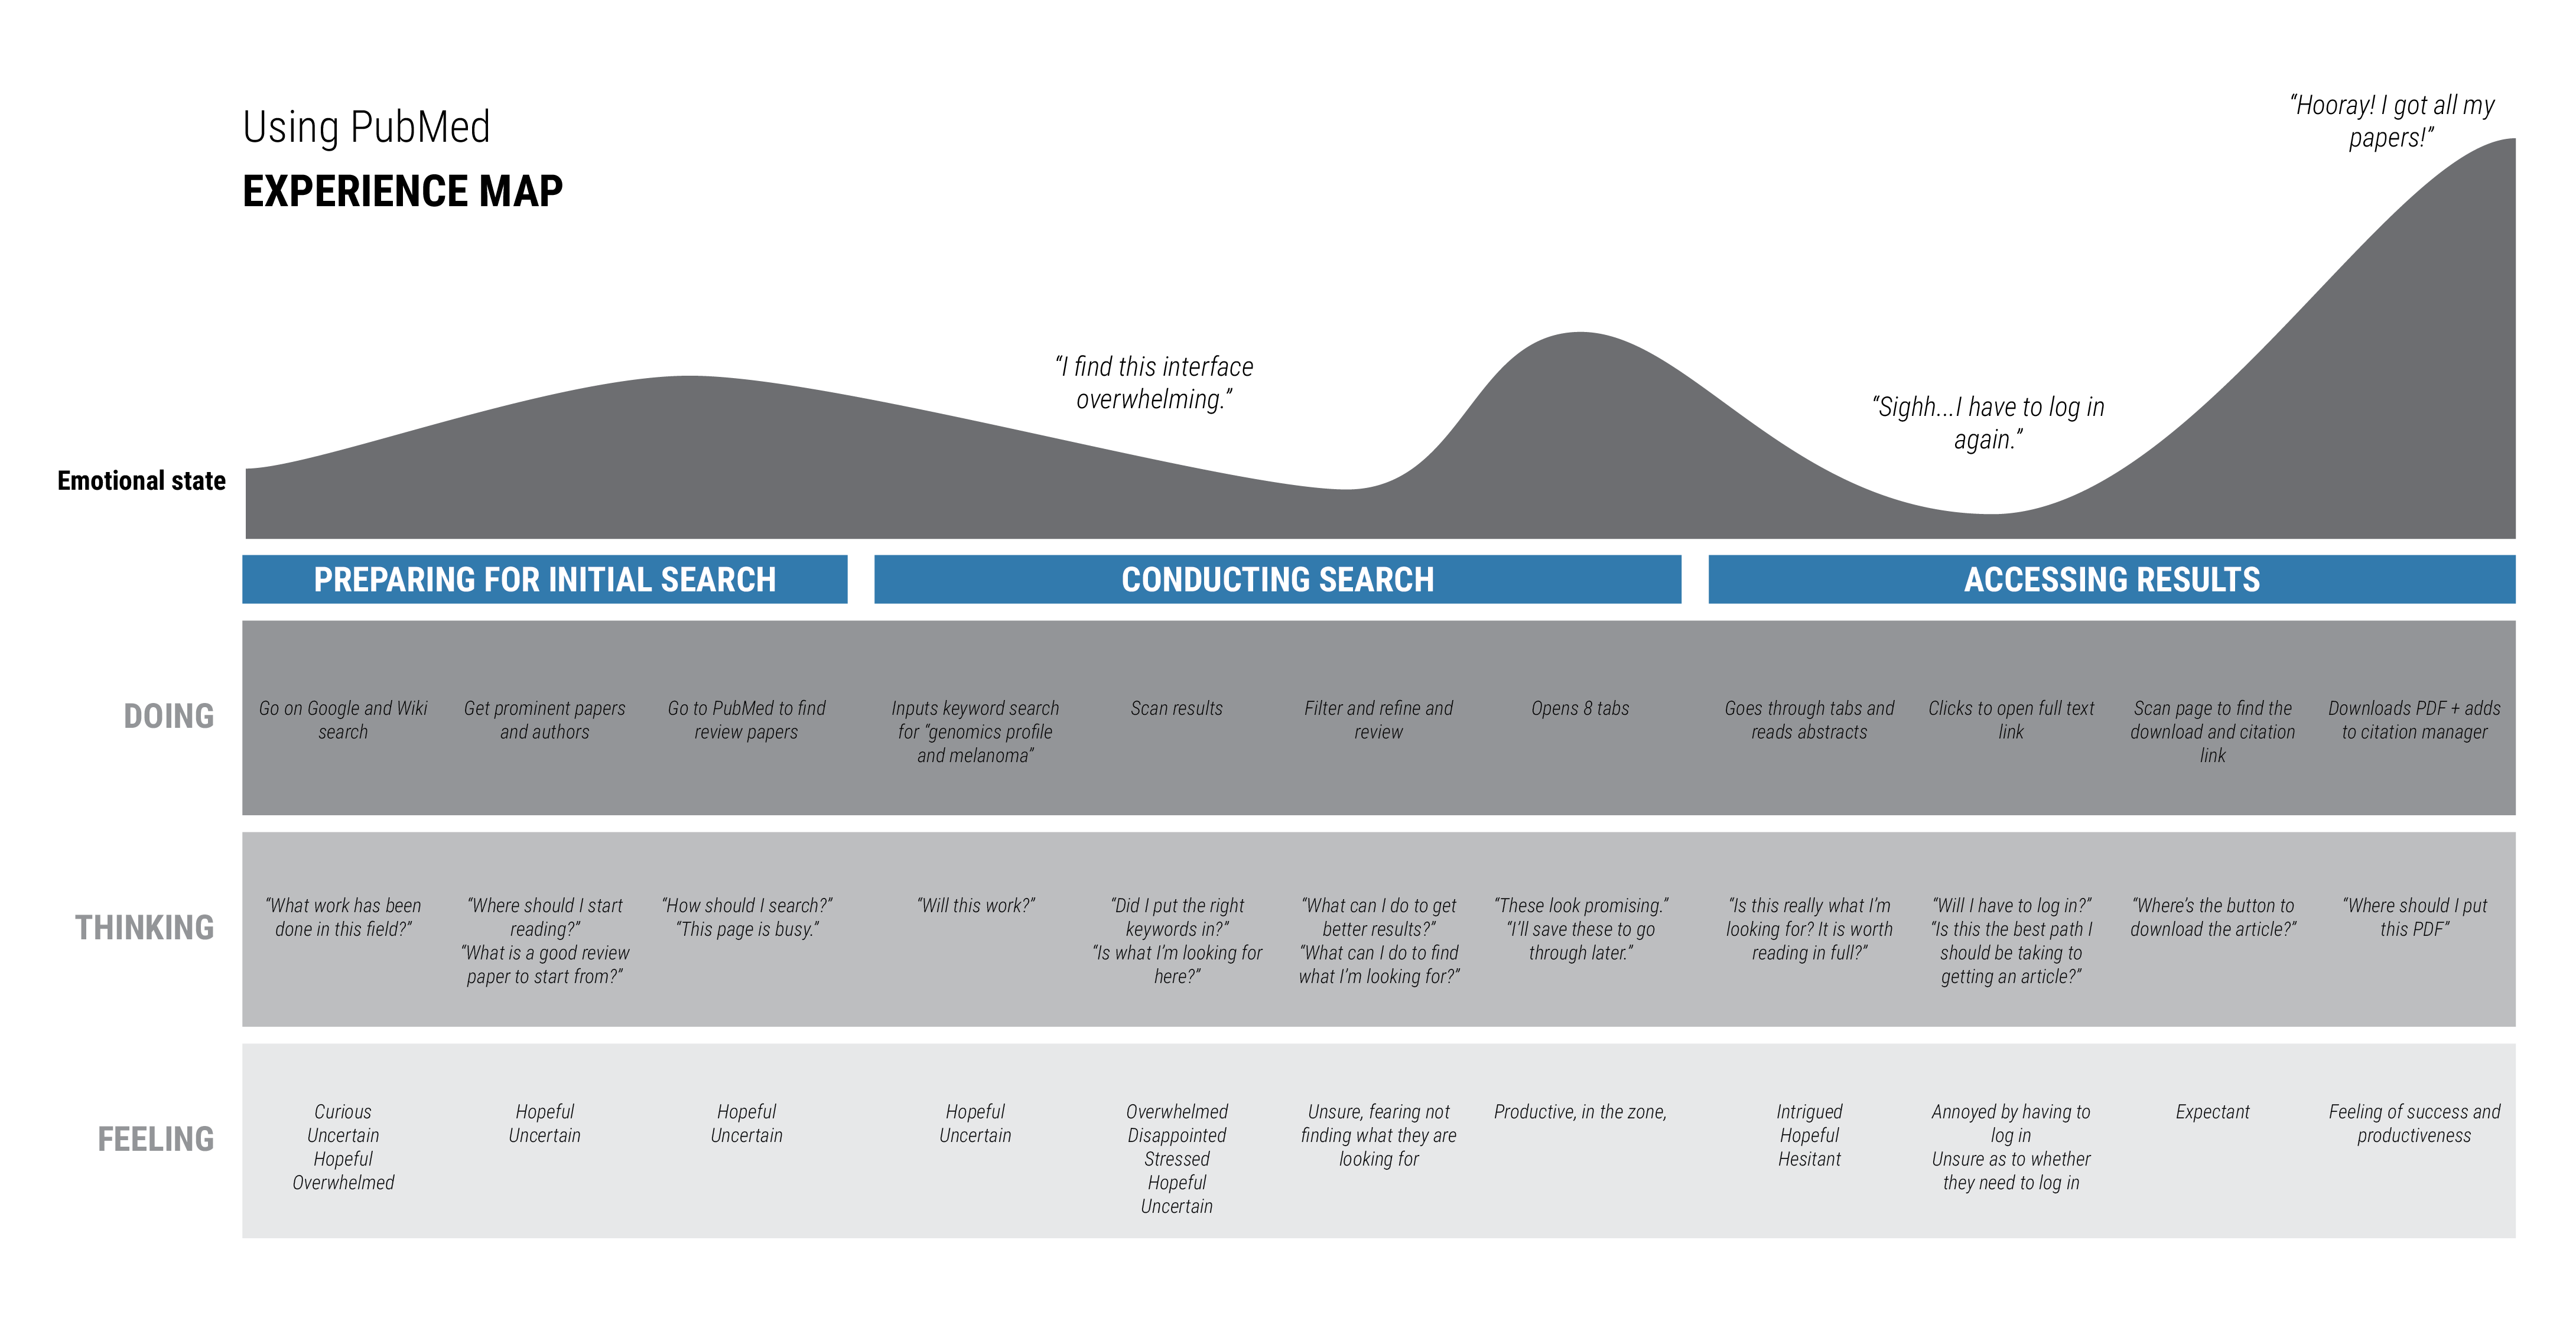 Using PubMed
EXPERIENCE MAP
“Hooray! I got all my
papers!”
“I find this interface
overwhelming.”
“Sighh...I have to log in
again.”
Emotional state
PREPARING FOR INITIAL SEARCH
CONDUCTING SEARCH
ACCESSING RESULTS
DOING
Go on Google and Wiki
search
Get prominent papers
and authors
Go to PubMed to find
review papers
Inputs keyword search
for “genomics profile
and melanoma”
Scan results
Filter and refine and
review
Opens 8 tabs
Goes through tabs and
reads abstracts
Clicks to open full text
link
Scan page to find the
download and citation
link
Downloads PDF + adds
to citation manager
THINKING
“What work has been
done in this field?”
“Where should I start
reading?”
“What is a good review
paper to start from?”
“How should I search?”
“This page is busy.”
“Will this work?”
“Did I put the right
keywords in?”
“Is what I’m looking for
here?”
“What can I do to get
better results?”
“What can I do to find
what I’m looking for?”
“These look promising.”
“I’ll save these to go
through later.”
“Is this really what I’m
looking for? It is worth
reading in full?”
“Will I have to log in?”
“Is this the best path I
should be taking to
getting an article?”
“Where’s the button to
download the article?”
“Where should I put
this PDF”
FEELING
Curious
Uncertain
Hopeful
Overwhelmed
Hopeful
Uncertain
Hopeful
Uncertain
Hopeful
Uncertain
Overwhelmed
Disappointed
Stressed
Hopeful
Uncertain
Unsure, fearing not
finding what they are
looking for
Productive, in the zone,
Intrigued
Hopeful
Hesitant
Annoyed by having to
log in
Unsure as to whether
they need to log in
Expectant
Feeling of success and
productiveness